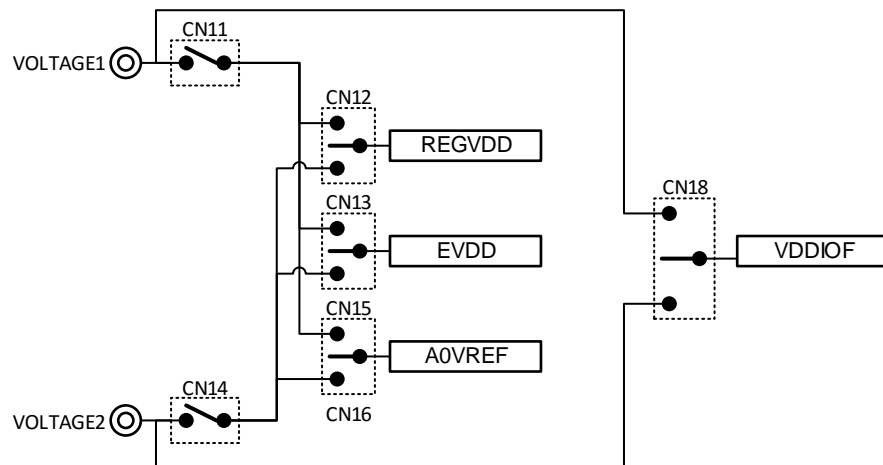 CN11
VOLTAGE1
CN12
REGVDD
CN18
CN13
EVDD
VDDIOF
CN15
A0VREF
CN14
CN16
VOLTAGE2